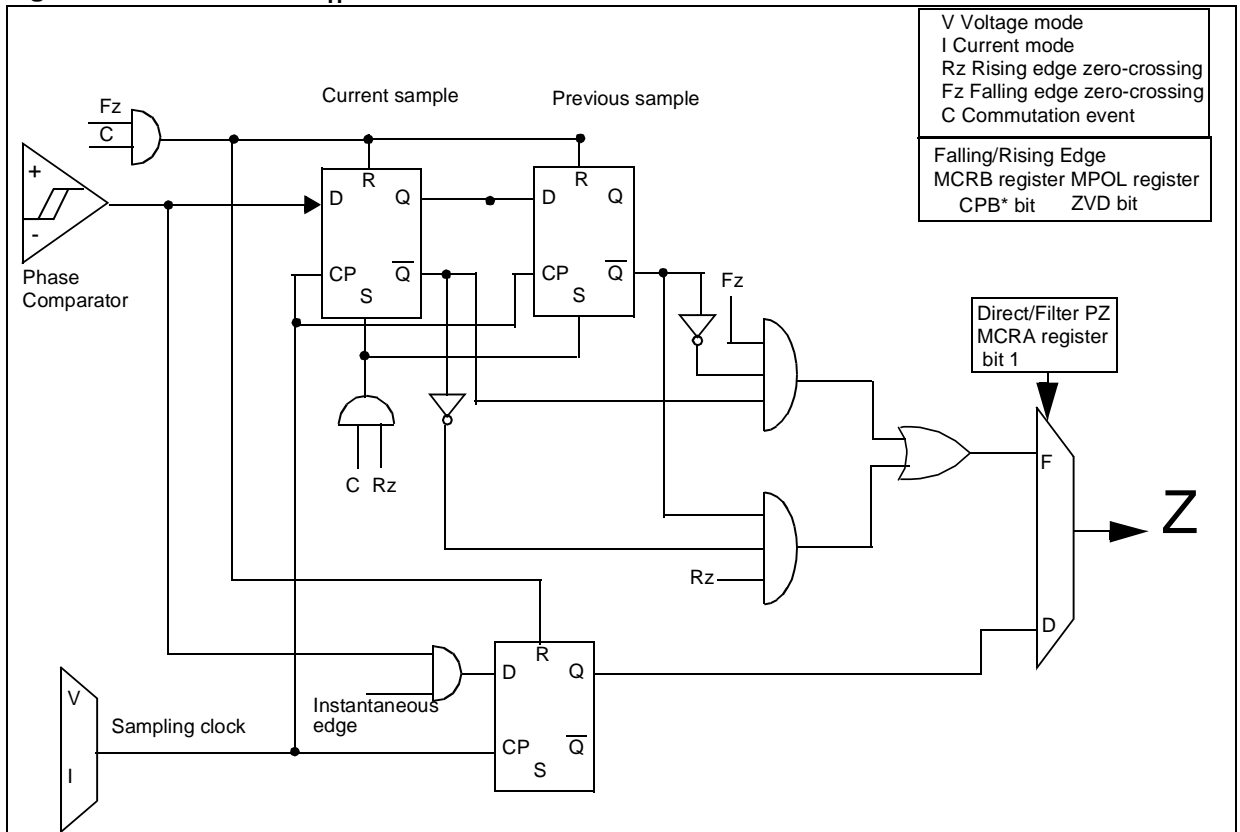 V Voltage mode
I Current mode
Rz Rising edge zero-crossing
Fz Falling edge zero-crossing
C Commutation event
Falling/Rising Edge
MCRB register MPOL register
CPB* bit ZVD bit
Current sample
Previous sample
Fz
C
+
-
Phase
Comparator
R
D Q
CP Q
S
R
D Q
CP Q
S
C Rz
Fz
Rz
Direct/Filter PZ
MCRA register
bit 1
F
D
Z
Instantaneous
edge
R
D Q
CP Q
S
V
I
Sampling clock